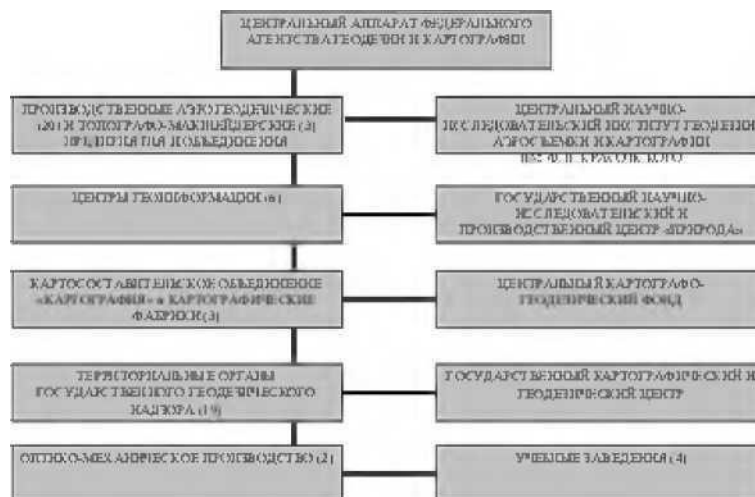 ЦЕНТРАЛЬНЫЙ АППАРАТ ФЕДЕРАЛЬНОГО
АГЕНТСТВА ГЕОДЕЗИИ И КАРТОГРАФИИ
ПРОИЗВОДСТВЕННЫЕ АЭРОГЕОДЕЗИЧЕСКИЕ
(20) И ТОПОГРАФО-МАРКШЕЙДЕРСКИЕ (3)
ПРЕДПРИЯТИЯ И ОБЪЕДИНЕНИЯ
ЦЕНТРАЛЬНЫЙ НАУЧНО-
ИССЛЕДОВАТЕЛЬСКИЙ ИНСТИТУТ ГЕОДЕЗИИ
АЭРОСЪЕМКИ И КАРТОГРАФИИ
ЦЕНТРЫ ГЕОИНФОРМАЦИИ (6)
ГОСУДАРСТВЕННЫЙ НАУЧНО-
ИССЛЕДОВАТЕЛЬСКИЙ И
ПРОИЗВОДСТВЕННЫЙ ЦЕНТР «ПРИРОДА»
КАРТОСОСТАВИТЕЛЬСКОЕ ОБЪЕДИНЕНИЕ
«КАРТОГРАФИЯ» и КАРТОГРАФИЧЕСКИЕ
ФАБРИКИ (3)
ЦЕНТРАЛЬНЫЙ КАРТОГРАФО-
ГЕОДЕЗИЧЕСКИЙ ФОНД
ТЕРРИТОРИАЛЬНЫЕ ОРГАНЫ
ГОСУДАРСТВЕННОГО ГЕОДЕЗИЧЕСКОГО
НАДЗОРА (19)
ГОСУДАРСТВЕННЫЙ КАРТОГРАФИЧЕСКИЙ И
ГЕОДЕЗИЧЕСКИЙ ЦЕНТР
ОПТИКО-МЕХАНИЧЕСКОЕ ПРОИЗВОДСТВО (2)
УЧЕБНЫЕ ЗАВЕДЕНИЯ (4)